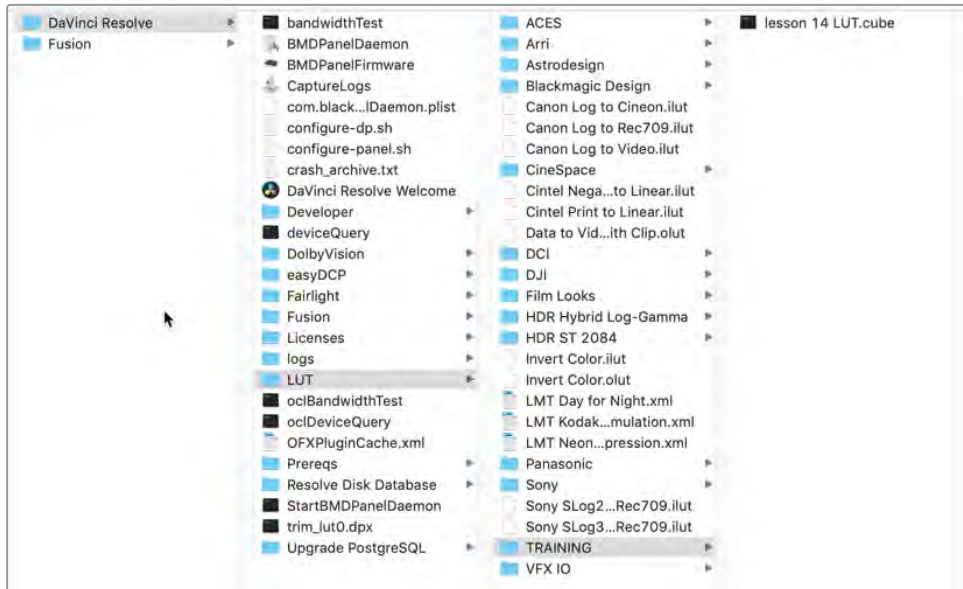 DaVinci Resolve
Fusion
bandwidthTest
BMDPanelDaemon
BMDPanelFirmware
CaptureLogs
com.black...lDaemon.plist
configure-dp.sh
configure-panel.sh
crash_archive.txt
DaVinci Resolve Welcome
Developer
deviceQuery
DolbyVision
easyDCP
Fairlight
Fusion
Licenses
logs
LUT
oclBandwidthTest
oclDeviceQuery
OFXPluginCache.xml
Prereqs
Resolve Disk Database
StartBMDPanelDaemon
trim_lut0.dpx
Upgrade PostgreSQL
ACES
Arri
Astrodesign
Blackmagic Design
Canon Log to Cineon.ilut
Canon Log to Rec709.ilut
Canon Log to Video.ilut
CineSpace
Cintel Nega...to Linear.ilut
Cintel Print to Linear.ilut
Data to Vid...ith Clip.olut
DCI
DJI
Film Looks
HDR Hybrid Log-Gamma
HDR ST 2084
Invert Color.ilut
Invert Color.olut
LMT Day for Night.xml
LMT Kodak...mulation.xml
LMT Neon...pression.xml
Panasonic
Sony
Sony SLog2...Rec709.ilut
Sony SLog3...Rec709.ilut
TRAINING
VFX IO
lesson 14 LUT.cube